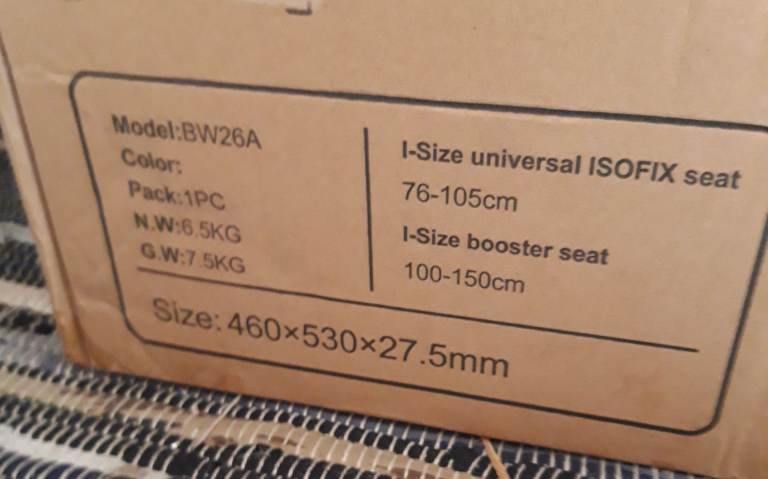 Model:BW26A
Color:
Pack:1PC
N.W:6.5KG
G.W:7.5KG
I-Size universal ISOFIX seat
76-105cm
I-Size booster seat
100-150cm
Size: 460×530×27.5mm